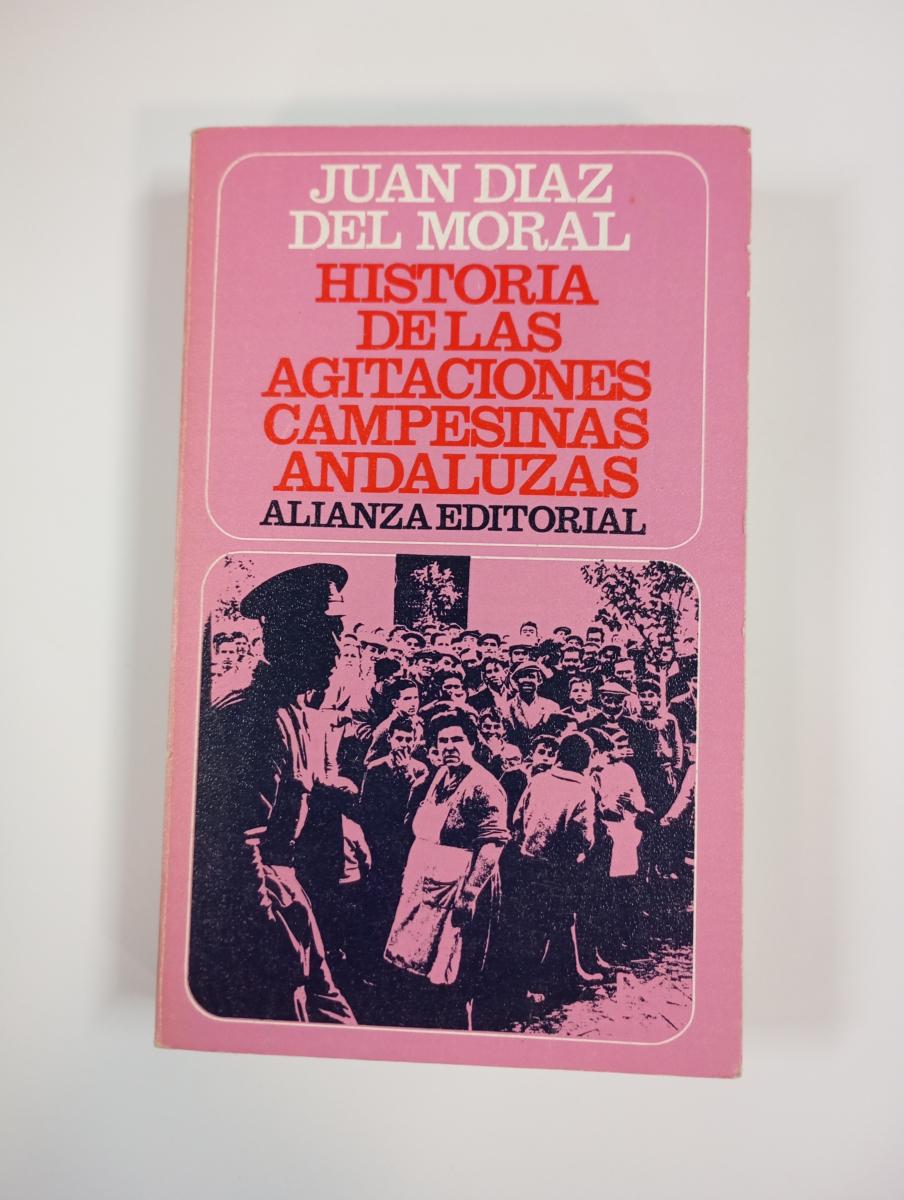 JUAN DIAZ
DEL MORAL
HISTORIA
DE LAS
AGITACIONES
CAMPESINAS
ANDALUZAS
ALIANZA EDITORIAL